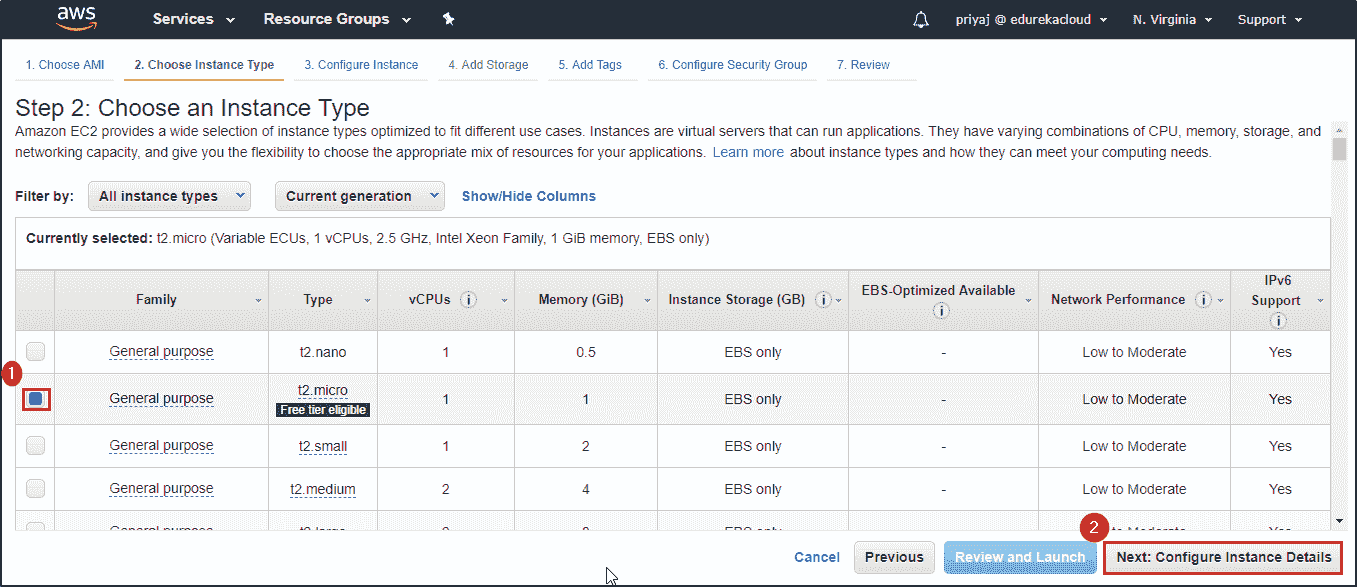 aws Services Resource Groups priyaj @ edurekacloud N. Virginia Support
1. Choose AMI 2. Choose Instance Type 3. Configure Instance 4. Add Storage 5. Add Tags 6. Configure Security Group 7. Review
Step 2: Choose an Instance Type
Amazon EC2 provides a wide selection of instance types optimized to fit different use cases. Instances are virtual servers that can run applications. They have varying combinations of CPU, memory, storage, and
networking capacity, and give you the flexibility to choose the appropriate mix of resources for your applications. Learn more about instance types and how they can meet your computing needs.
Filter by: All instance types Current generation Show/Hide Columns
Currently selected: t2.micro (Variable ECUs, 1 vCPUs, 2.5 GHz, Intel Xeon Family, 1 GiB memory, EBS only)
Family Type vCPUs i Memory (GiB) Instance Storage (GB) i EBS-Optimized Available i Network Performance i IPv6 Support i
General purpose t2.nano 1 0.5 EBS only - Low to Moderate Yes
1 General purpose t2.micro Free tier eligible 1 1 EBS only - Low to Moderate Yes
General purpose t2.small 1 2 EBS only - Low to Moderate Yes
General purpose t2.medium 2 4 EBS only - Low to Moderate Yes
2
Cancel Previous Review and Launch Next: Configure Instance Details